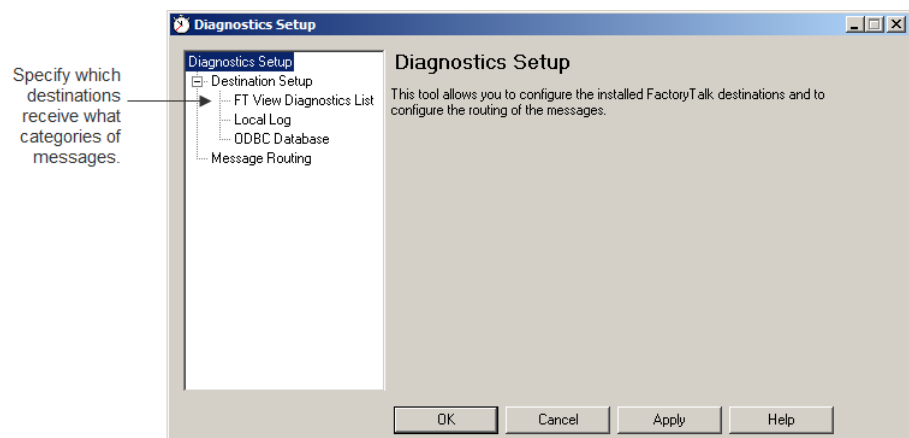 Diagnostics Setup
Specify which
destinations
receive what
categories of
messages.
Diagnostics Setup
Destination Setup
FT View Diagnostics List
Local Log
ODBC Database
Message Routing
Diagnostics Setup
This tool allows you to configure the installed FactoryTalk destinations and to
configure the routing of the messages.
OK
Cancel
Apply
Help